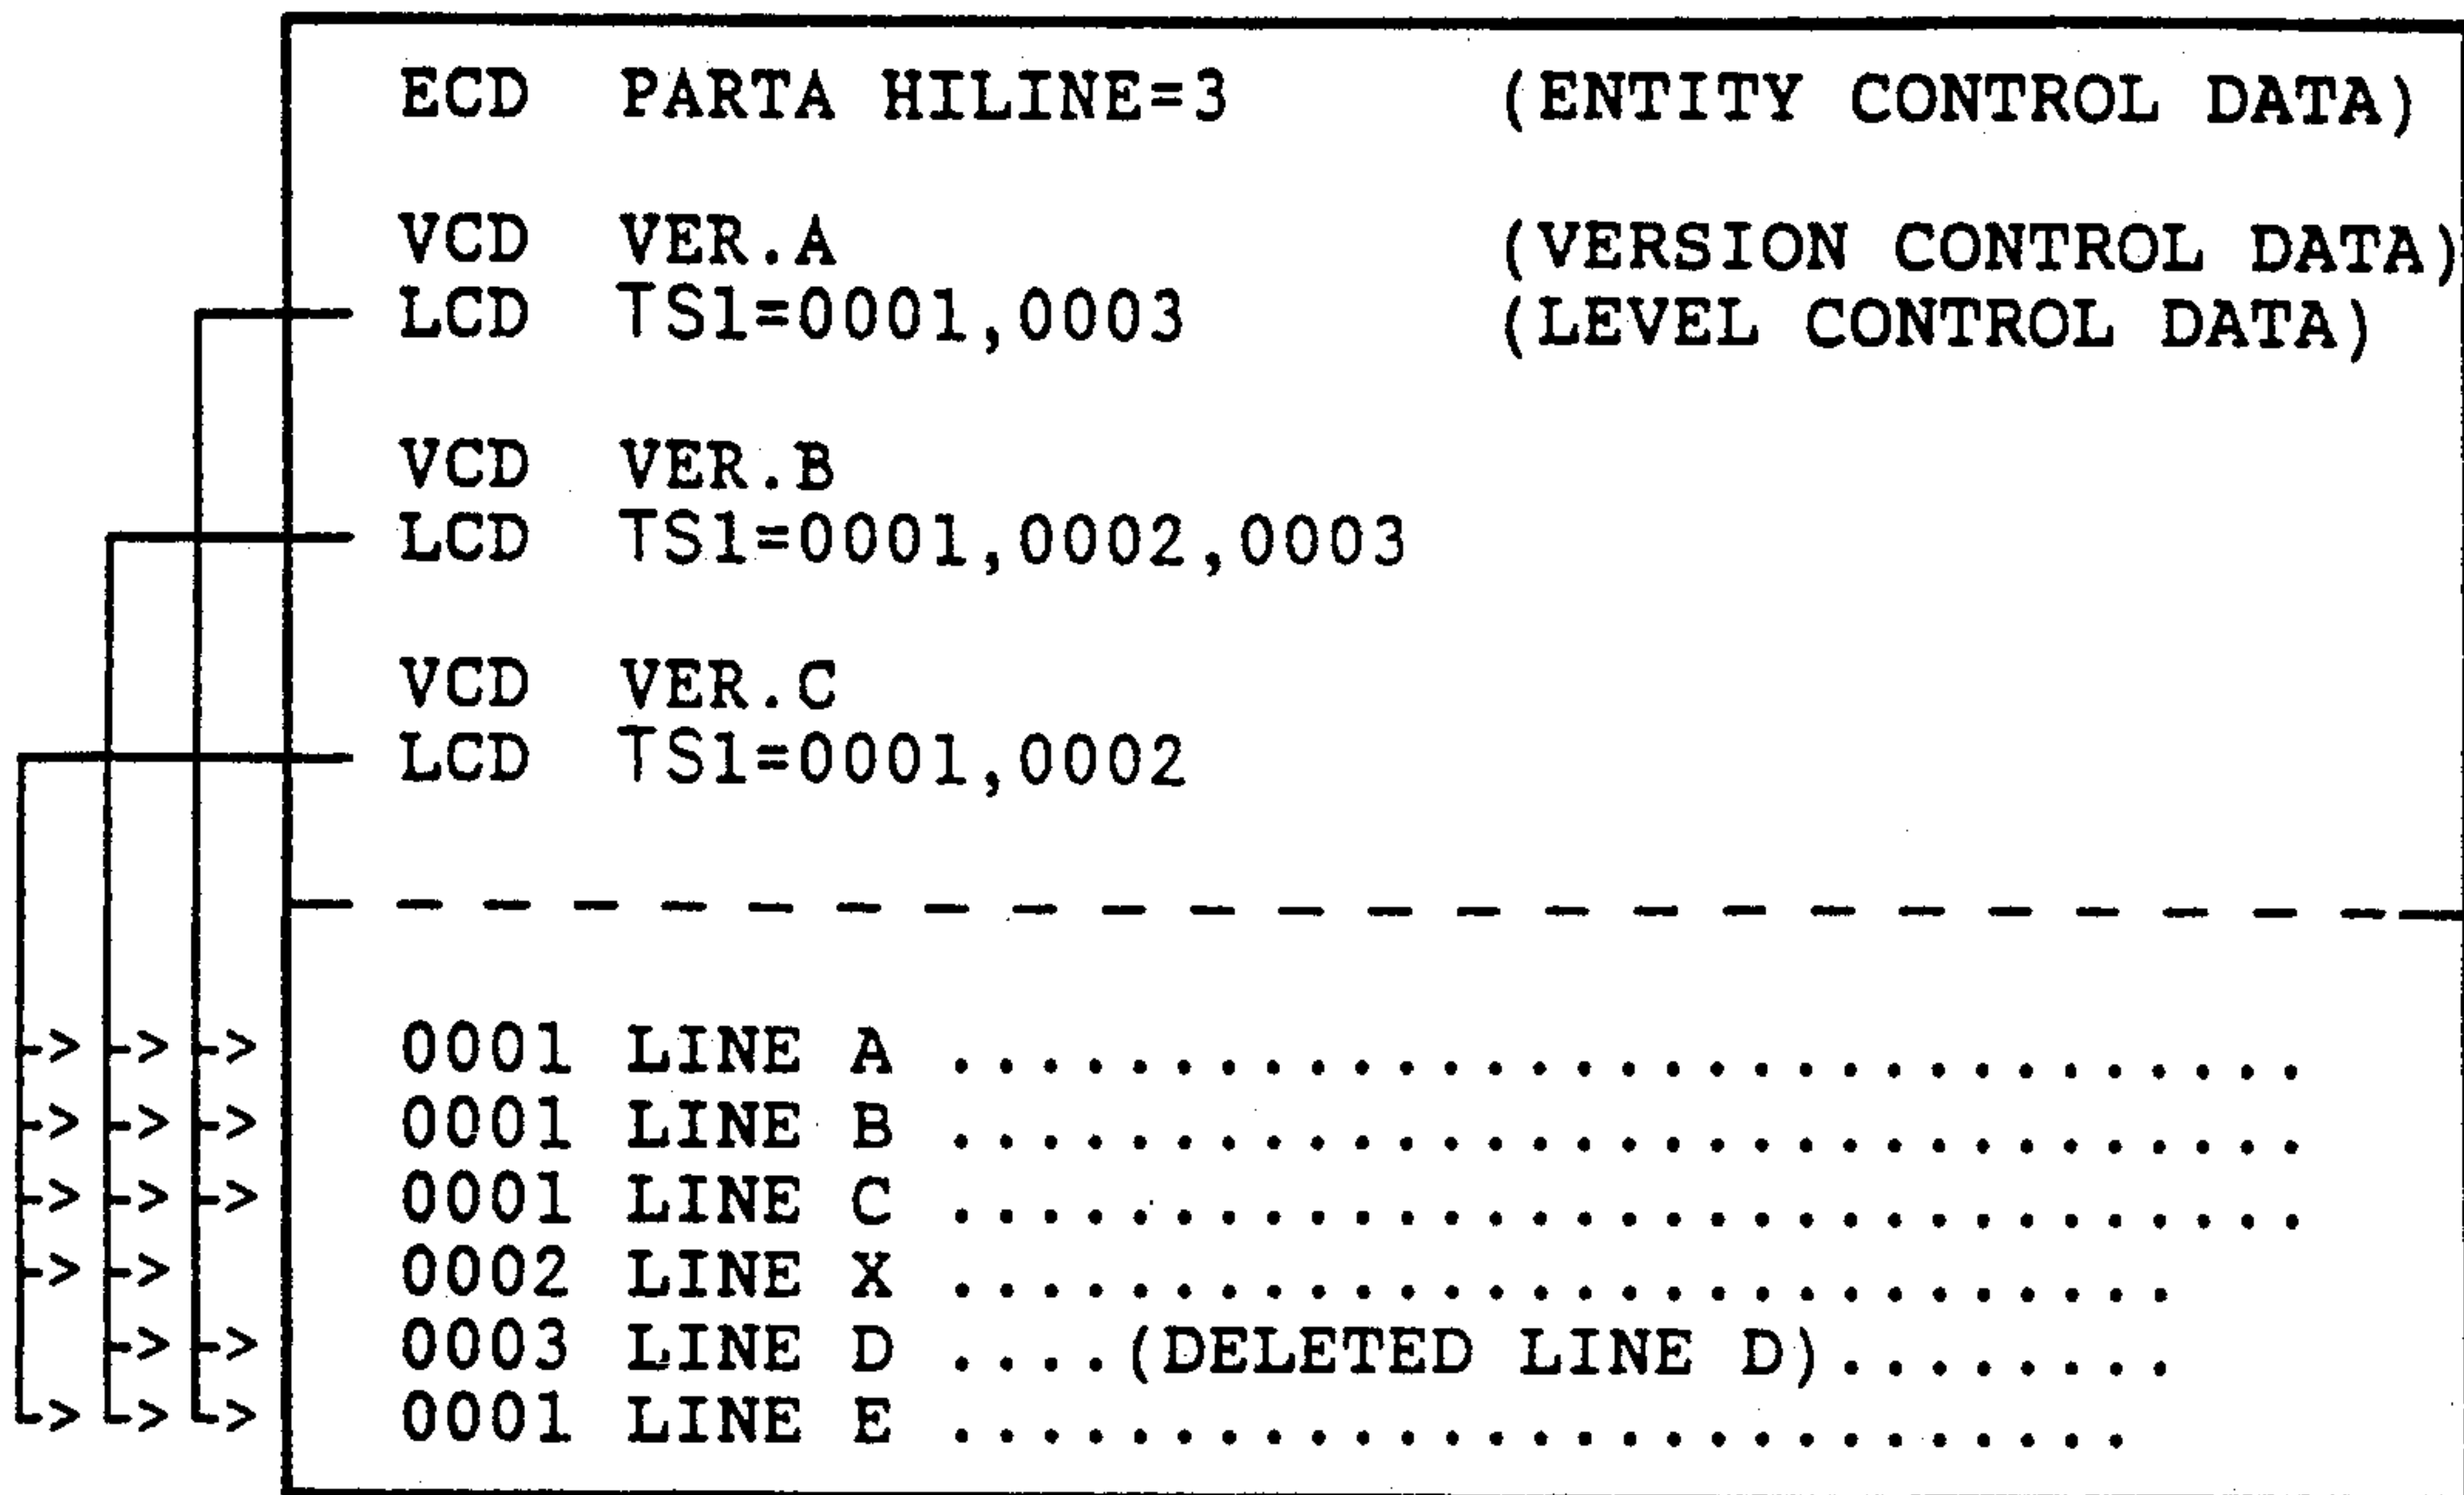 ECD PARTA HILINE=3 (ENTITY CONTROL DATA)
VCD VER.A (VERSION CONTROL DATA)
LCD TS1=0001,0003 (LEVEL CONTROL DATA)
VCD VER.B
LCD TS1=0001,0002,0003
VCD VER.C
LCD TS1=0001,0002
0001 LINE A ...............................
0001 LINE B ...............................
0001 LINE C ...............................
0002 LINE X ............................
0003 LINE D ....(DELETED LINE D)........
0001 LINE E ...........................